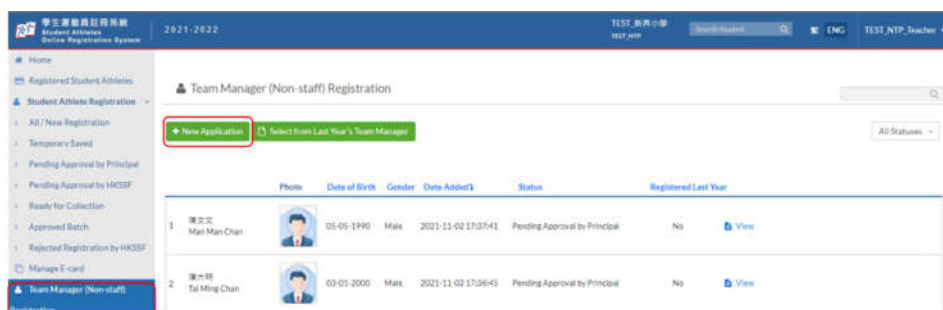 學生運動員註冊系統
Student Athletes
Online Registration System
2021-2022
TEST_新界小學
TEST_NTP
Search Student
繁 ENG
TEST_NTP_Teacher
Home
Registered Student Athletes
Student Athlete Registration
All / New Registration
Temporary Saved
Pending Approval by Principal
Pending Approval by HKSSF
Ready for Collection
Approved Batch
Rejected Registration by HKSSF
Manage E-card
Team Manager (Non-staff)
Registration
Team Manager (Non-staff) Registration
+ New Application
Select from Last Year's Team Manager
All Statuses
Photo Date of Birth Gender Date Added Status Registered Last Year
1 陳文文
Man Man Chan
05-05-1990 Male 2021-11-02 17:37:41 Pending Approval by Principal No View
2 陳大明
Tai Ming Chan
03-01-2000 Male 2021-11-02 17:36:45 Pending Approval by Principal No View